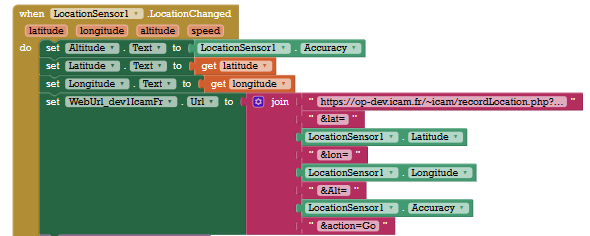 when LocationSensor1 .LocationChanged
latitude longitude altitude speed
do set Altitude . Text to LocationSensor1 . Accuracy
set Latitude . Text to get latitude
set Longitude . Text to get longitude
set WebUrl_dev1IcamFr . Url to join " https://op-dev.icam.fr/~icam/recordLocation.php?... "
" &lat= "
LocationSensor1 . Latitude
" &lon= "
LocationSensor1 . Longitude
" &Alt= "
LocationSensor1 . Accuracy
" &action=Go "